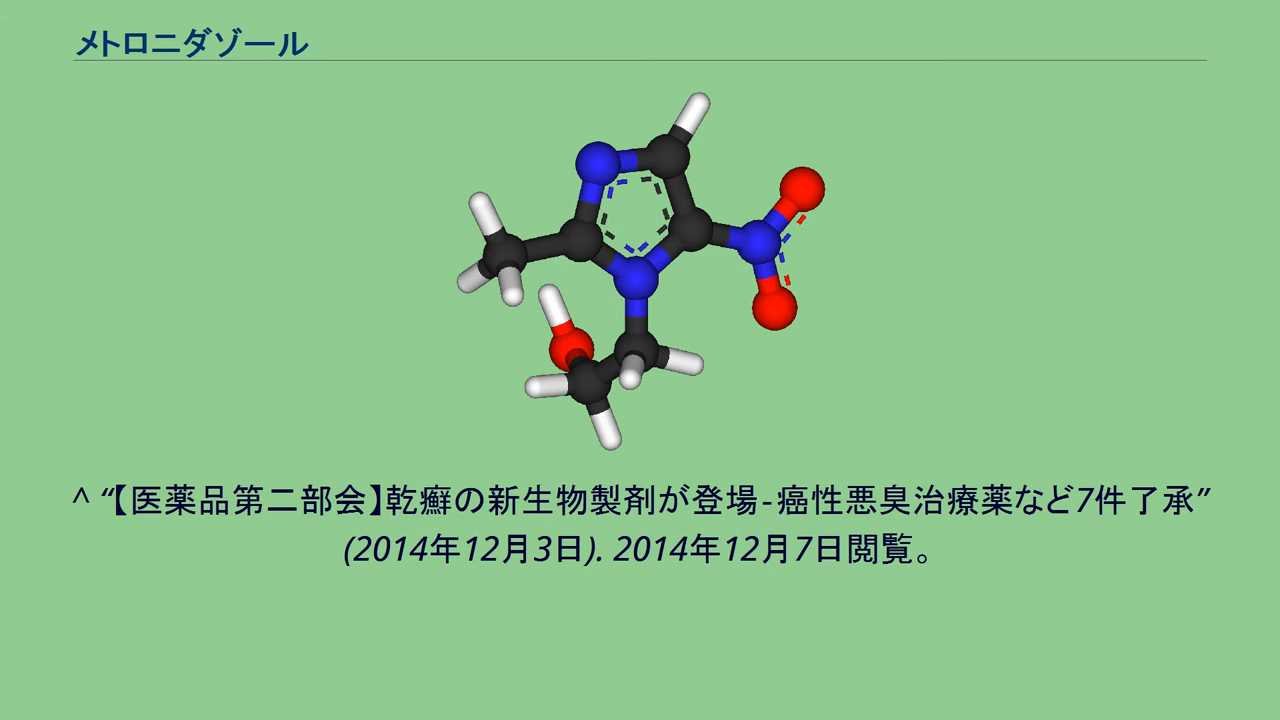 メトロニダゾール
^ “【医薬品第二部会】乾癬の新生物製剤が登場-癌性悪臭治療薬など7件了承”
(2014年12月3日). 2014年12月7日閲覧。